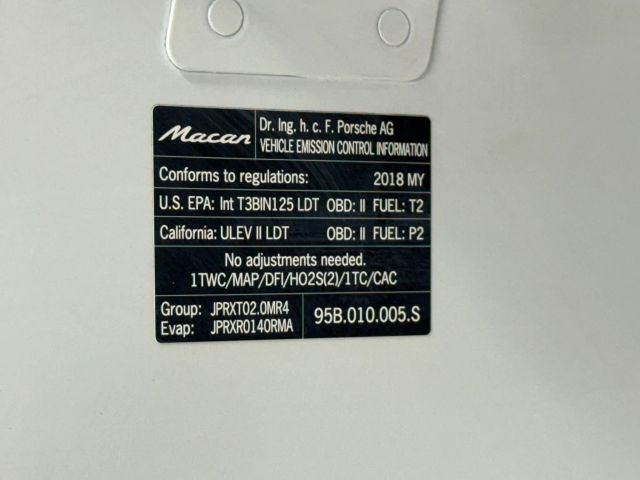 Macan
Dr. Ing. h. c. F. Porsche AG
VEHICLE EMISSION CONTROL INFORMATION
Conforms to regulations: 2018 MY
U.S. EPA: Int T3BIN125 LDT OBD: II FUEL: T2
California: ULEV II LDT OBD: II FUEL: P2
No adjustments needed.
1TWC/MAP/DFI/HO2S(2)/1TC/CAC
Group: JPRXT02.0MR4
Evap: JPRXR0140RMA
95B.010.005.S